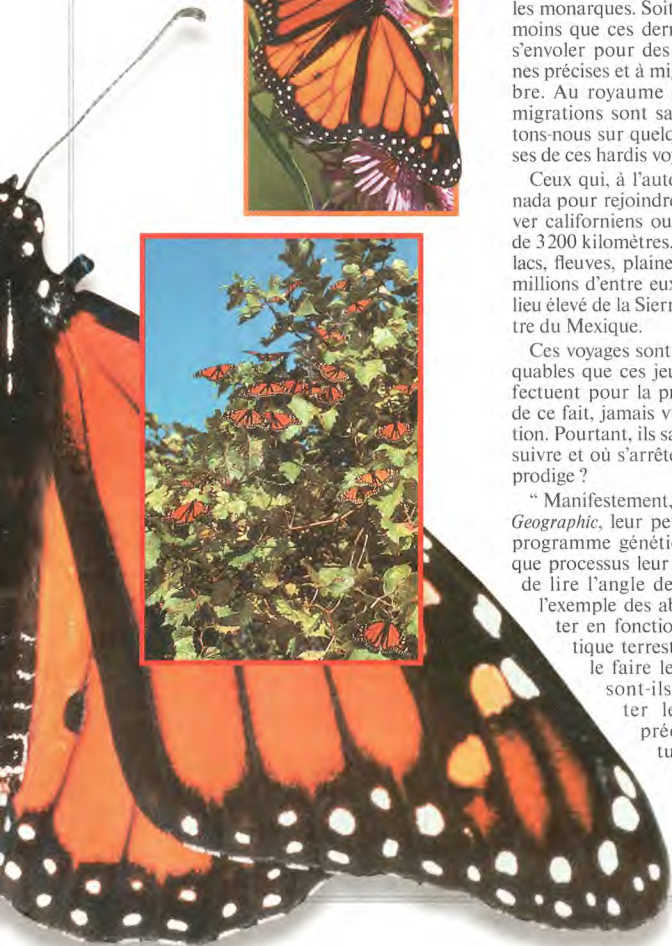 les monarques. Soit
moins que ces dern
s'envoler pour des
nes précises et à mi
bre. Au royaume
migrations sont sa
tons-nous sur quelq
ses de ces hardis voy
Ceux qui, à l'auto
nada pour rejoindre
ver californiens ou
de 3200 kilomètres.
lacs, fleuves, plaine
millions d'entre eux
lieu élevé de la Sierr
tre du Mexique.
Ces voyages sont
quables que ces jeu
fectuent pour la pr
de ce fait, jamais v
tion. Pourtant, ils sa
suivre et où s'arrête
prodige ?
“ Manifestement,
Geographic, leur pe
programme génétic
que processus leur
de lire l'angle de
l'exemple des ab
ter en fonctio
tique terrest
le faire le
sont-ils
ter le
préc
tu